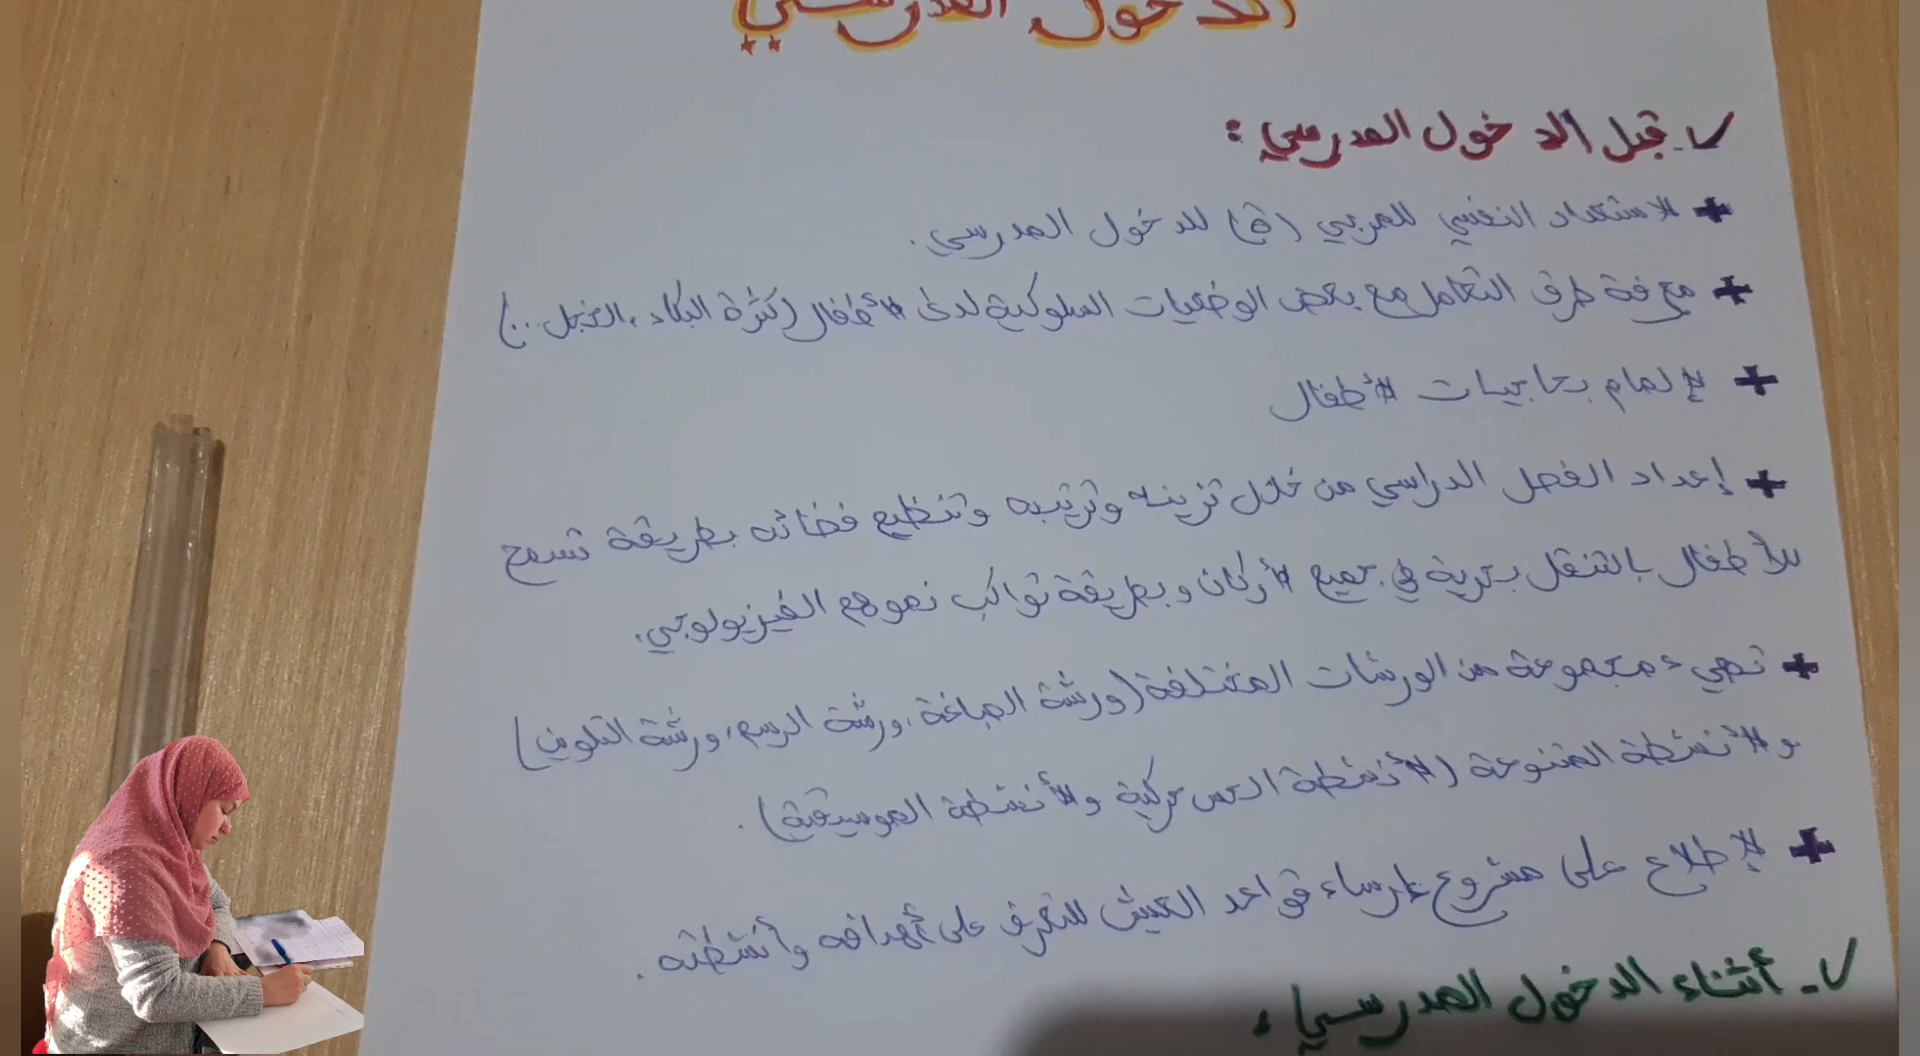 الدخول المدرسي
✓- قبل الدخول المدرسي :
+ الاستعداد النفسي للمربي (ة) للدخول المدرسي .
+ معرفة طرق التعامل مع بعض الوضعيات السلوكية لدى الأطفال (كثرة البكاء، الخجل ...)
+ الإلمام بحاجيات الأطفال
+ إعداد الفصل الدراسي من خلال تزيينه وترتيبه وتنظيم فضائه بطريقة تسمح
للأطفال بالتنقل بحرية في جميع الأركان وبطريقة تواكب نموهم الفيزيولوجي.
+ تهييء مجموعة من الورشات المختلفة (ورشة الصباغة، ورشة الرسم، ورشة التلوين)
والأنشطة المتنوعة (الأنشطة الحس حركية والأنشطة الموسيقية) .
+ الإطلاع على مشروع إرساء قواعد العيش للتعرف على أهدافه وأنشطته .
✓- أثناء الدخول المدرسي :